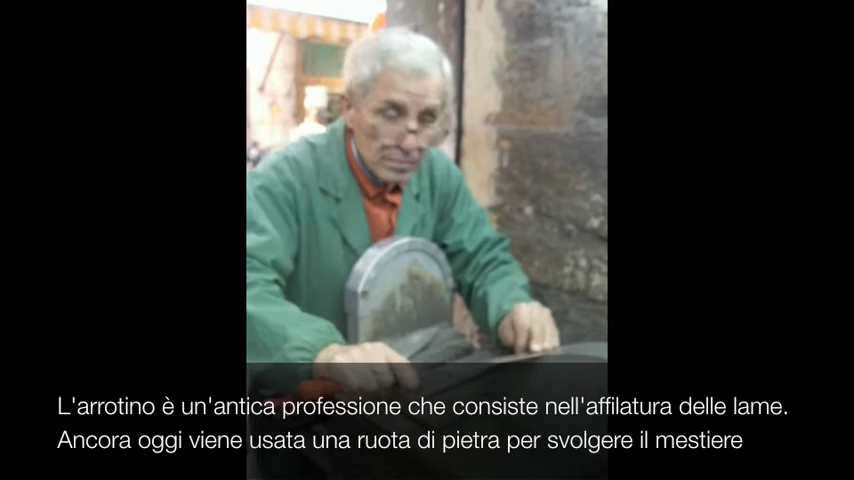 L'arrotino è un'antica professione che consiste nell'affilatura delle lame.
Ancora oggi viene usata una ruota di pietra per svolgere il mestiere